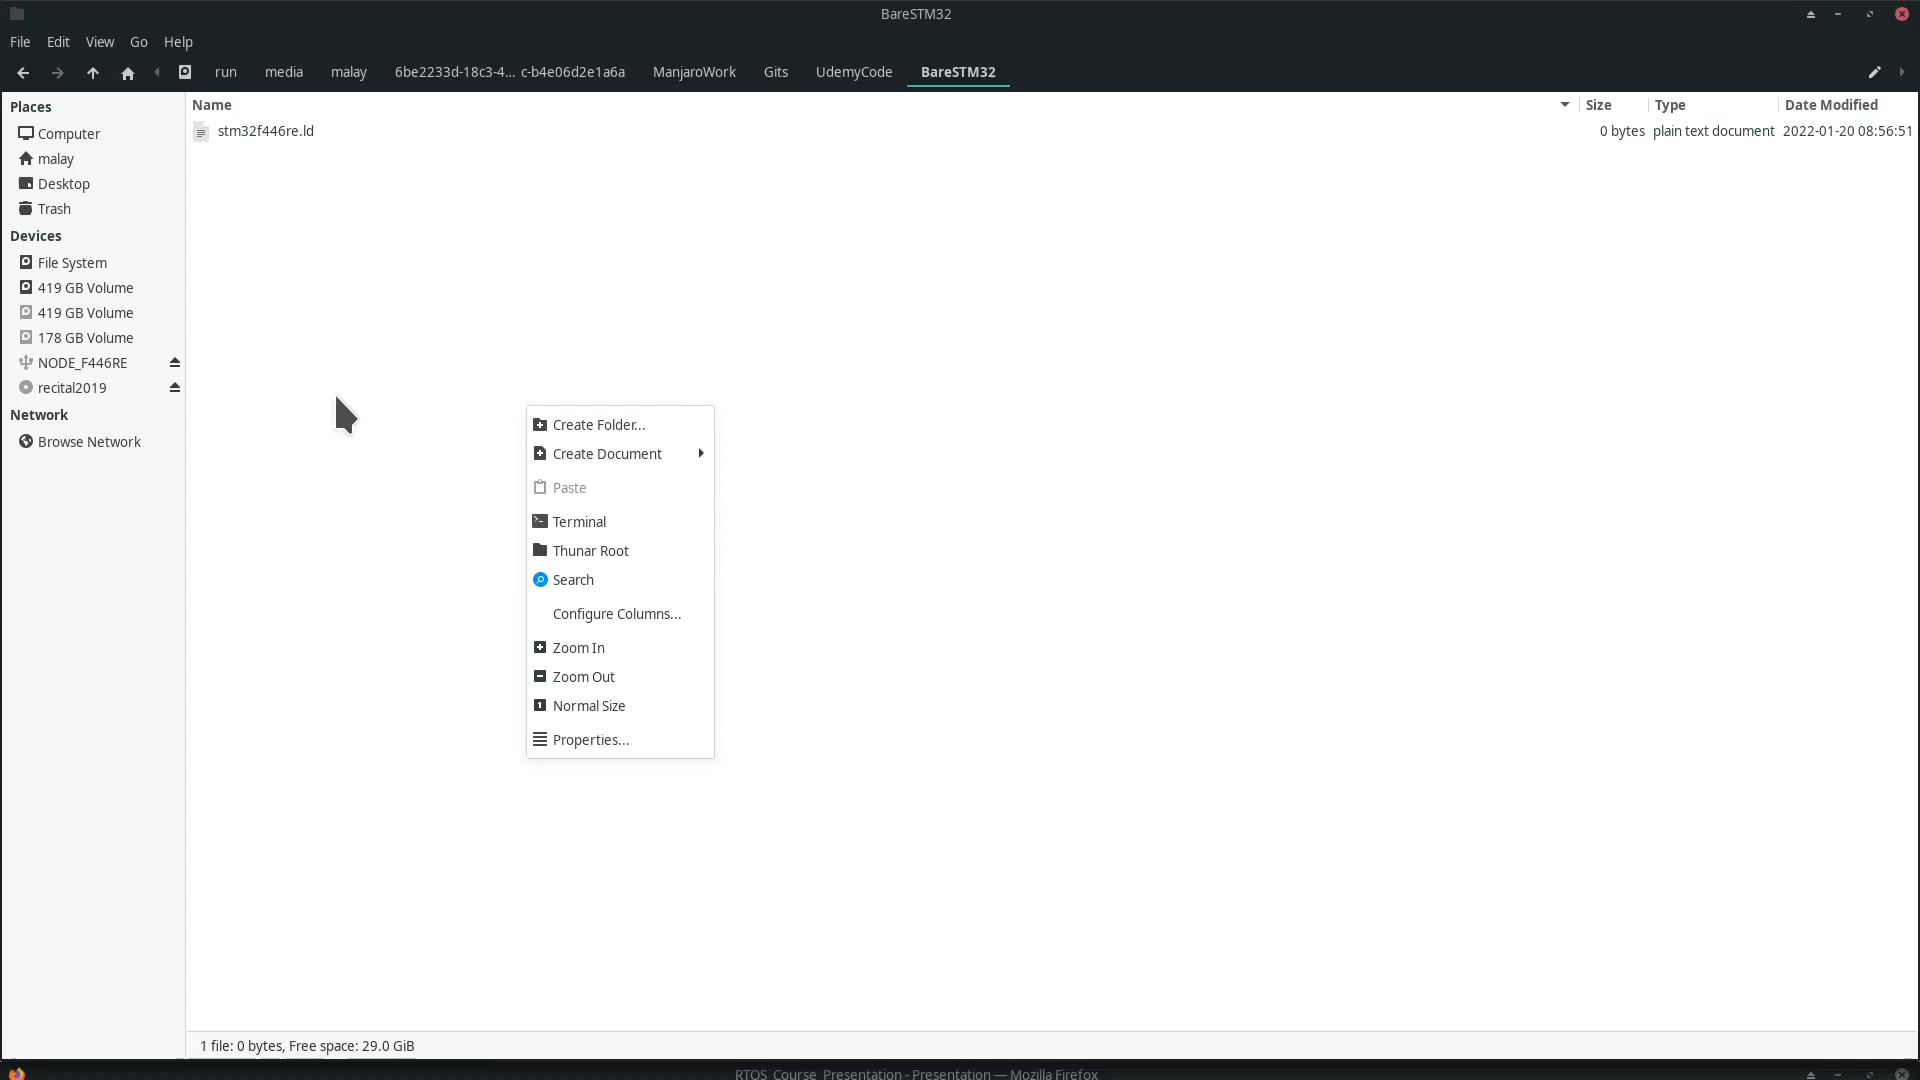 BareSTM32
File Edit View Go Help
run media malay 6be2233d-18c3-4... c-b4e06d2e1a6a ManjaroWork Gits UdemyCode BareSTM32
Places
Computer
malay
Desktop
Trash
Devices
File System
419 GB Volume
419 GB Volume
178 GB Volume
NODE_F446RE
recital2019
Network
Browse Network
Name Size Type Date Modified
stm32f446re.ld 0 bytes plain text document 2022-01-20 08:56:51
Create Folder...
Create Document
Paste
Terminal
Thunar Root
Search
Configure Columns...
Zoom In
Zoom Out
Normal Size
Properties...
1 file: 0 bytes, Free space: 29.0 GiB
RTOS_Course_Presentation - Presentation — Mozilla Firefox